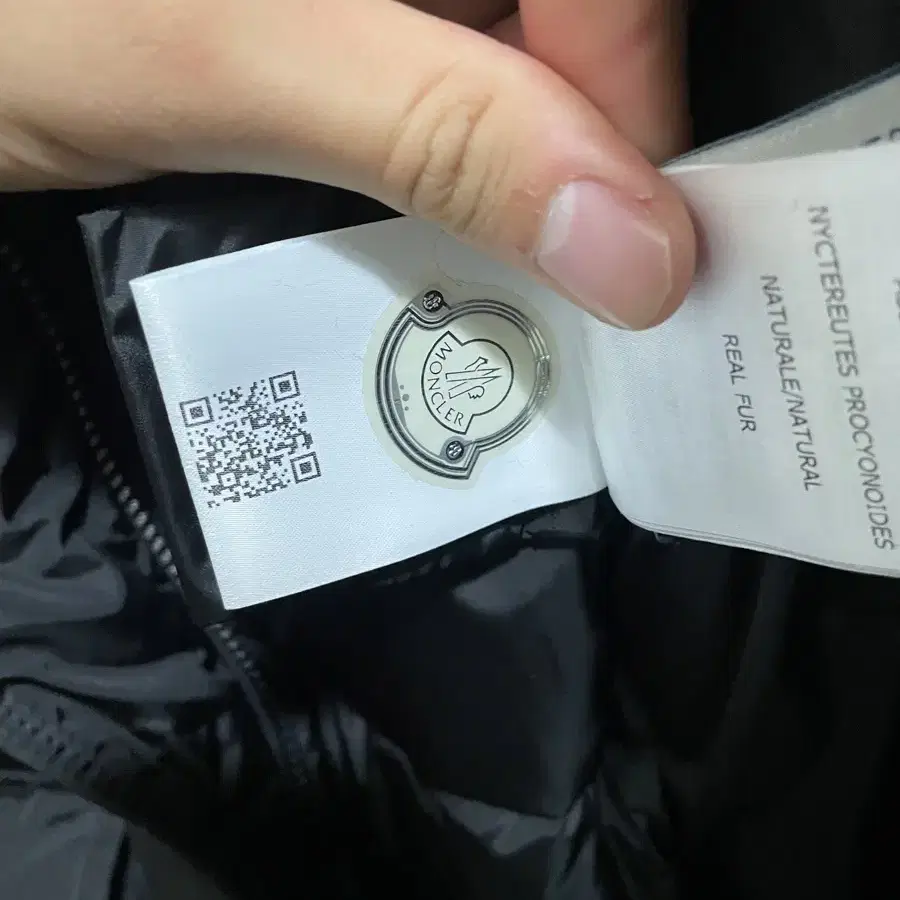 MONCLER
NYCTEREUTES PROCYONOIDES
NATURALE/NATURAL
REAL FUR